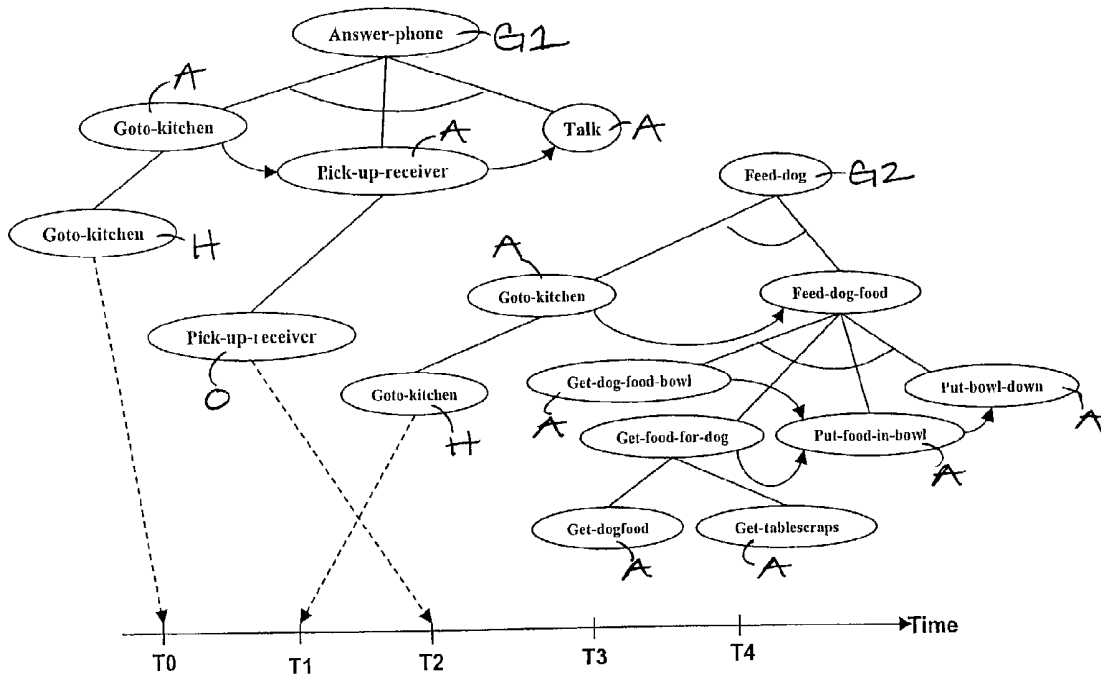 Answer-phone G1
A
Goto-kitchen
A
Talk A
Pick-up-receiver
Feed-dog G2
Goto-kitchen H
A
Goto-kitchen
Feed-dog-food
Pick-up-receiver
O
Goto-kitchen
H
Get-dog-food-bowl
A
Put-bowl-down
A
Get-food-for-dog
Put-food-in-bowl
A
Get-dogfood
A
Get-tablescraps
A
Time
T0 T1 T2 T3 T4